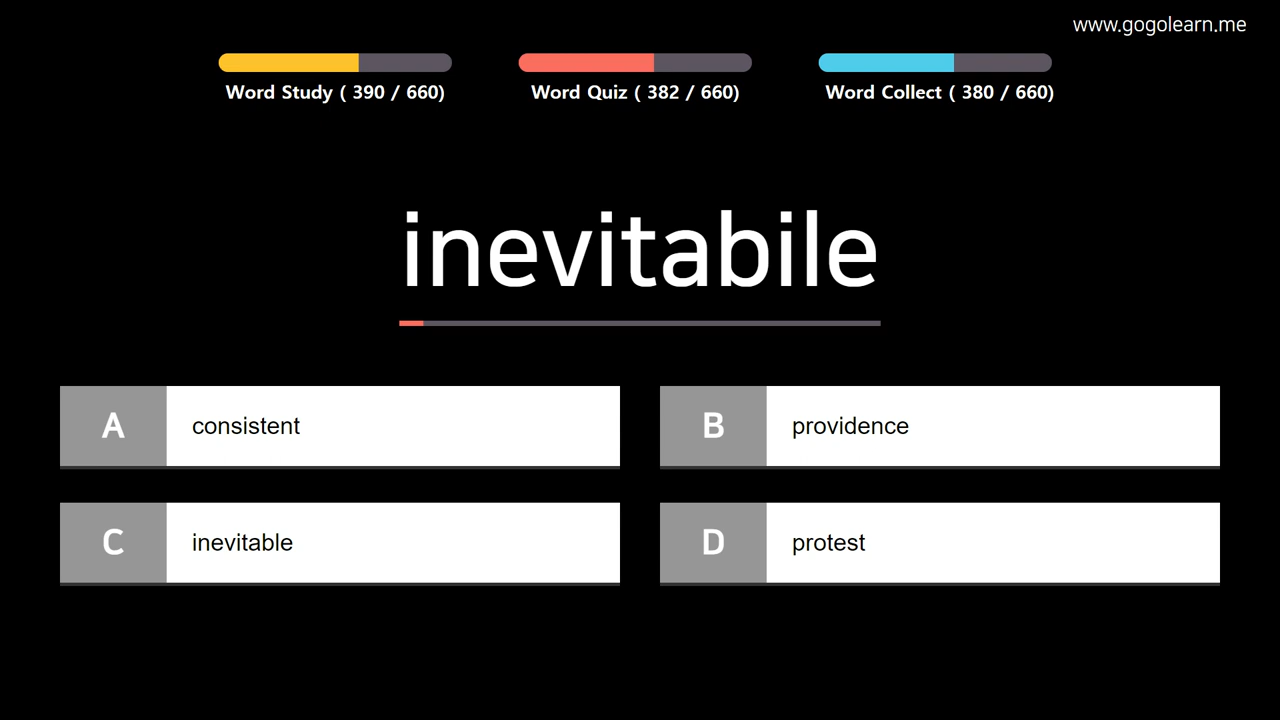 www.gogolearn.me
Word Study ( 390 / 660)
Word Quiz ( 382 / 660)
Word Collect ( 380 / 660)
inevitabile
A
consistent
B
providence
C
inevitable
D
protest